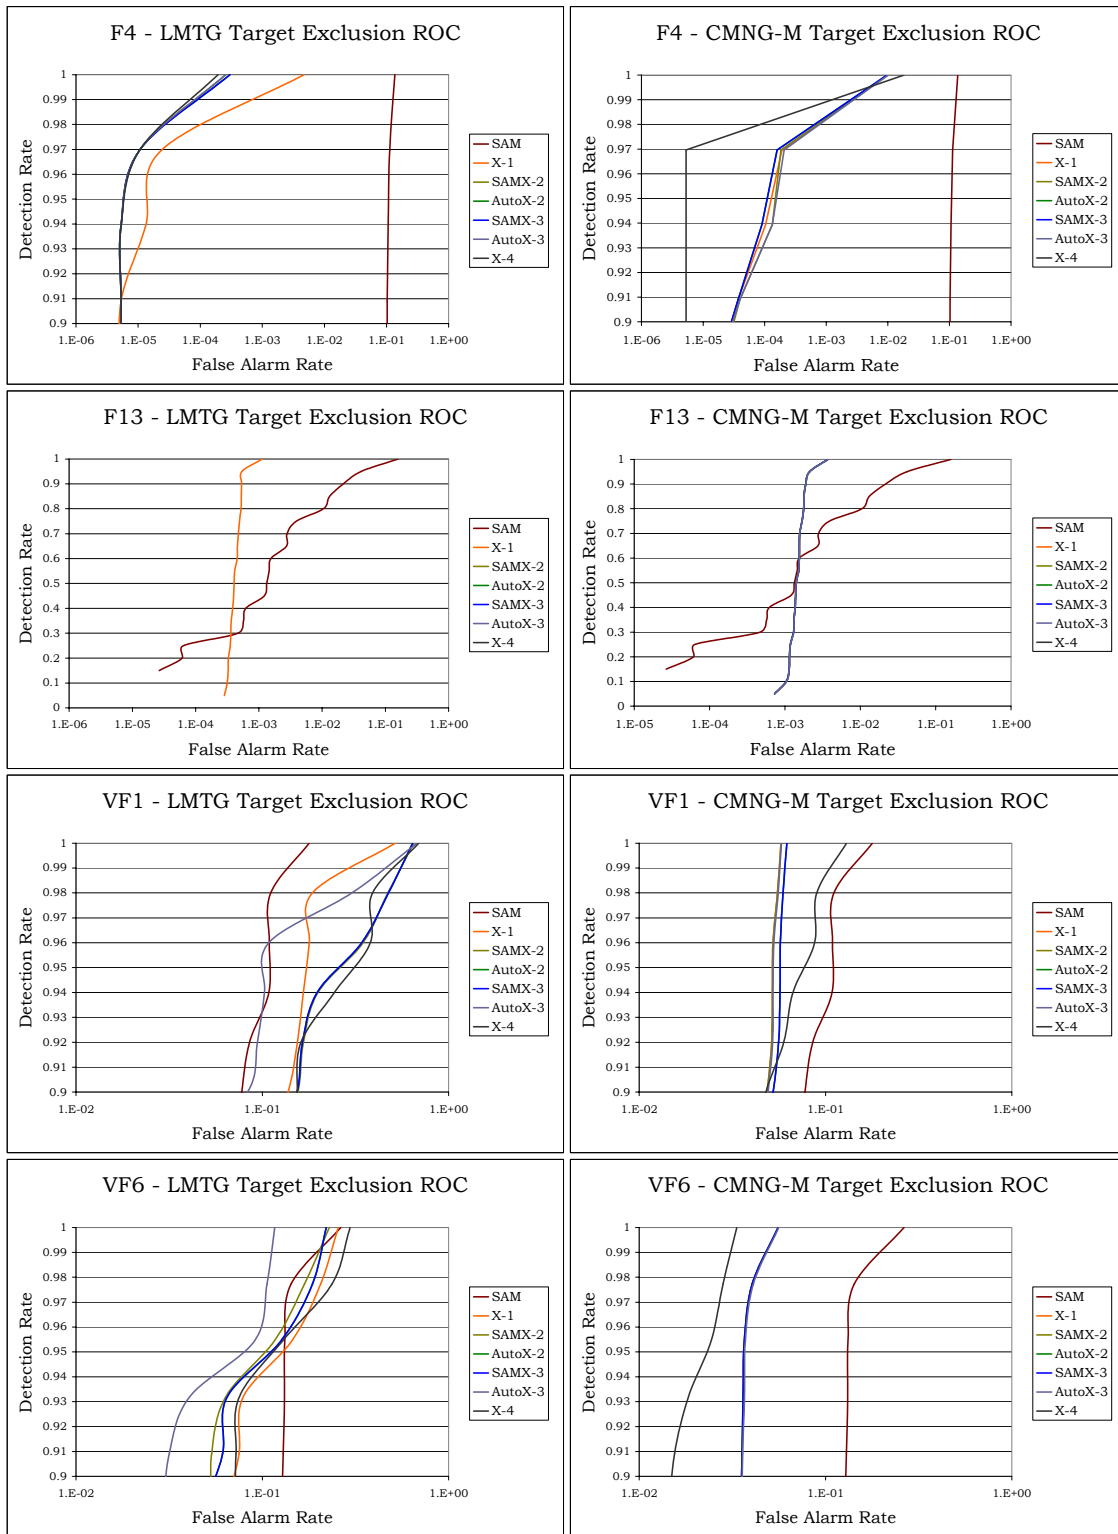 F4 - LMTG Target Exclusion ROC
Detection Rate
1
0.99
0.98
0.97
0.96
0.95
0.94
0.93
0.92
0.91
0.9
1.E-06 1.E-05 1.E-04 1.E-03 1.E-02 1.E-01 1.E+00
False Alarm Rate
SAM
X-1
SAMX-2
AutoX-2
SAMX-3
AutoX-3
X-4
F4 - CMNG-M Target Exclusion ROC
Detection Rate
1
0.99
0.98
0.97
0.96
0.95
0.94
0.93
0.92
0.91
0.9
1.E-06 1.E-05 1.E-04 1.E-03 1.E-02 1.E-01 1.E+00
False Alarm Rate
SAM
X-1
SAMX-2
AutoX-2
SAMX-3
AutoX-3
X-4
F13 - LMTG Target Exclusion ROC
Detection Rate
1
0.9
0.8
0.7
0.6
0.5
0.4
0.3
0.2
0.1
0
1.E-06 1.E-05 1.E-04 1.E-03 1.E-02 1.E-01 1.E+00
False Alarm Rate
SAM
X-1
SAMX-2
AutoX-2
SAMX-3
AutoX-3
X-4
F13 - CMNG-M Target Exclusion ROC
Detection Rate
1
0.9
0.8
0.7
0.6
0.5
0.4
0.3
0.2
0.1
0
1.E-05 1.E-04 1.E-03 1.E-02 1.E-01 1.E+00
False Alarm Rate
SAM
X-1
SAMX-2
AutoX-2
SAMX-3
AutoX-3
X-4
VF1 - LMTG Target Exclusion ROC
Detection Rate
1
0.99
0.98
0.97
0.96
0.95
0.94
0.93
0.92
0.91
0.9
1.E-02 1.E-01 1.E+00
False Alarm Rate
SAM
X-1
SAMX-2
AutoX-2
SAMX-3
AutoX-3
X-4
VF1 - CMNG-M Target Exclusion ROC
Detection Rate
1
0.99
0.98
0.97
0.96
0.95
0.94
0.93
0.92
0.91
0.9
1.E-02 1.E-01 1.E+00
False Alarm Rate
SAM
X-1
SAMX-2
AutoX-2
SAMX-3
AutoX-3
X-4
VF6 - LMTG Target Exclusion ROC
Detection Rate
1
0.99
0.98
0.97
0.96
0.95
0.94
0.93
0.92
0.91
0.9
1.E-02 1.E-01 1.E+00
False Alarm Rate
SAM
X-1
SAMX-2
AutoX-2
SAMX-3
AutoX-3
X-4
VF6 - CMNG-M Target Exclusion ROC
Detection Rate
1
0.99
0.98
0.97
0.96
0.95
0.94
0.93
0.92
0.91
0.9
1.E-02 1.E-01 1.E+00
False Alarm Rate
SAM
X-1
SAMX-2
AutoX-2
SAMX-3
AutoX-3
X-4